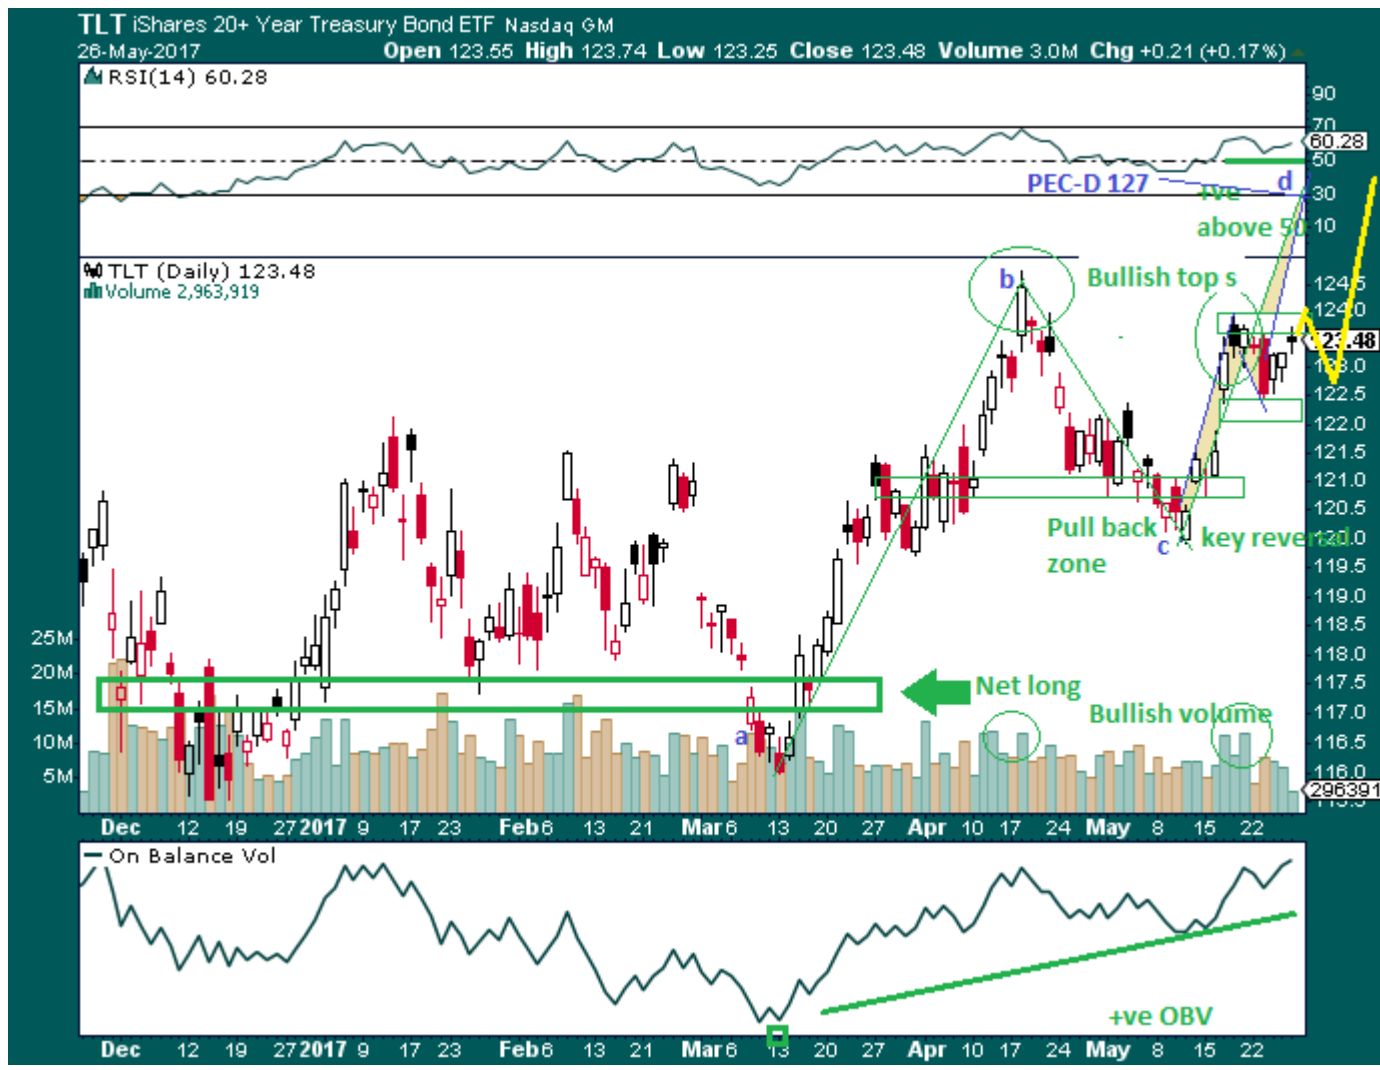 TLT iShares 20+ Year Treasury Bond ETF Nasdaq GM
26-May-2017 Open 123.55 High 123.74 Low 123.25 Close 123.48 Volume 3.0M Chg +0.21 (+0.17%)
RSI(14) 60.28
90
70
60.28
50
30
10
PEC-D 127
d
+ve
above 50
TLT (Daily) 123.48
Volume 2,963,919
b
Bullish top s
124.5
124.0
123.48
123.0
122.5
122.0
121.5
121.0
120.5
120.0
119.5
119.0
118.5
118.0
117.5
117.0
116.5
116.0
115.5
Pull back
zone
c
key reversal
25M
20M
15M
10M
5M
Net long
Bullish volume
a
296391
Dec 12 19 27 2017 9 17 23 Feb 6 13 21 Mar 6 13 20 27 Apr 10 17 24 May 8 15 22
On Balance Vol
+ve OBV
Dec 12 19 27 2017 9 17 23 Feb 6 13 21 Mar 6 13 20 27 Apr 10 17 24 May 8 15 22